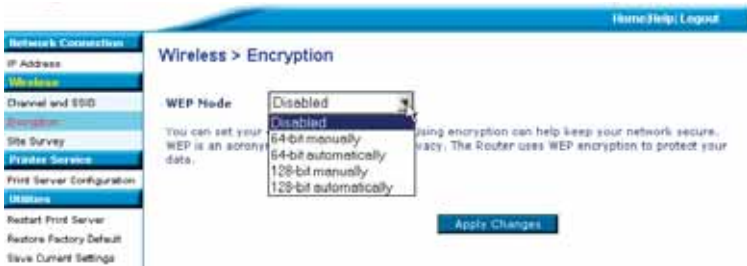 Home|Help| Logout
Network Connection
IP Address
Wireless
Channel and SSID
Encryption
Site Survey
Printer Service
Print Server Configuration
Utilities
Restart Print Server
Restore Factory Default
Save Current Settings
Wireless > Encryption
WEP Mode
Disabled
Disabled
64-bit manually
64-bit automatically
128-bit manually
128-bit automatically
You can set your using encryption can help keep your network secure.
WEP is an acrony vacy. The Router uses WEP encryption to protect your
data.
Apply Changes